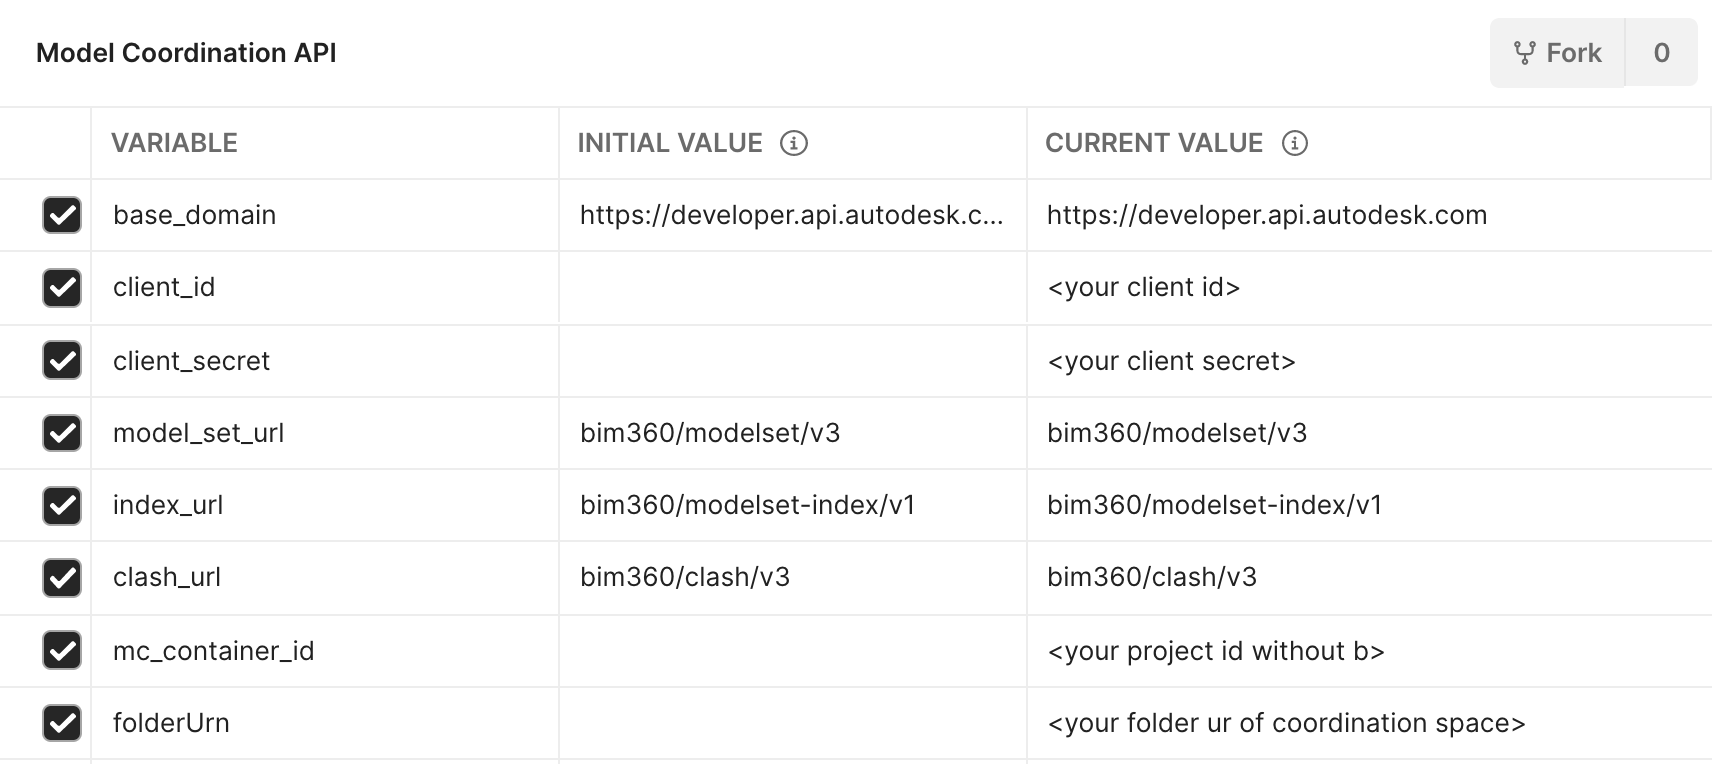 Model Coordination API
Fork 0
VARIABLE INITIAL VALUE CURRENT VALUE
base_domain https://developer.api.autodesk.c... https://developer.api.autodesk.com
client_id <your client id>
client_secret <your client secret>
model_set_url bim360/modelset/v3 bim360/modelset/v3
index_url bim360/modelset-index/v1 bim360/modelset-index/v1
clash_url bim360/clash/v3 bim360/clash/v3
mc_container_id <your project id without b>
folderUrn <your folder ur of coordination space>